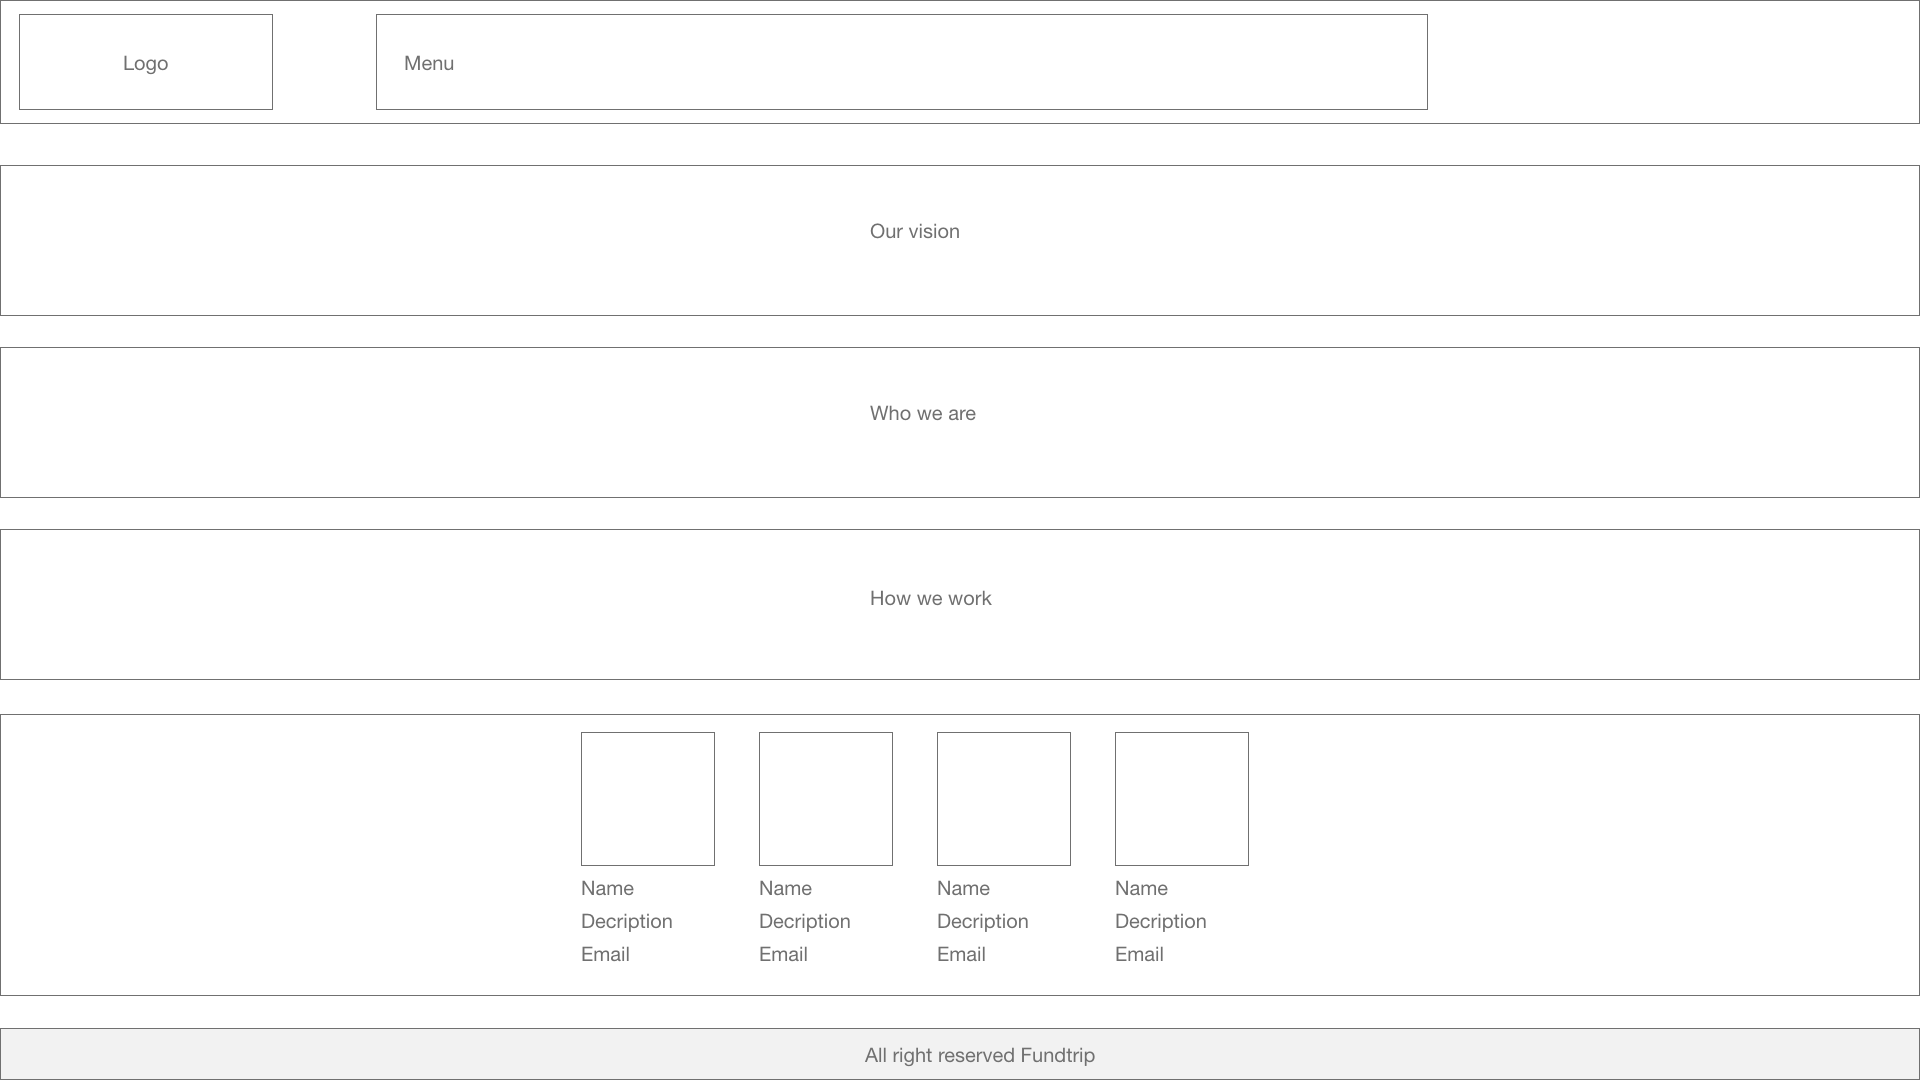 Logo
Menu
Our vision
Who we are
How we work
Name
Decription
Email
Name
Decription
Email
Name
Decription
Email
Name
Decription
Email
All right reserved Fundtrip